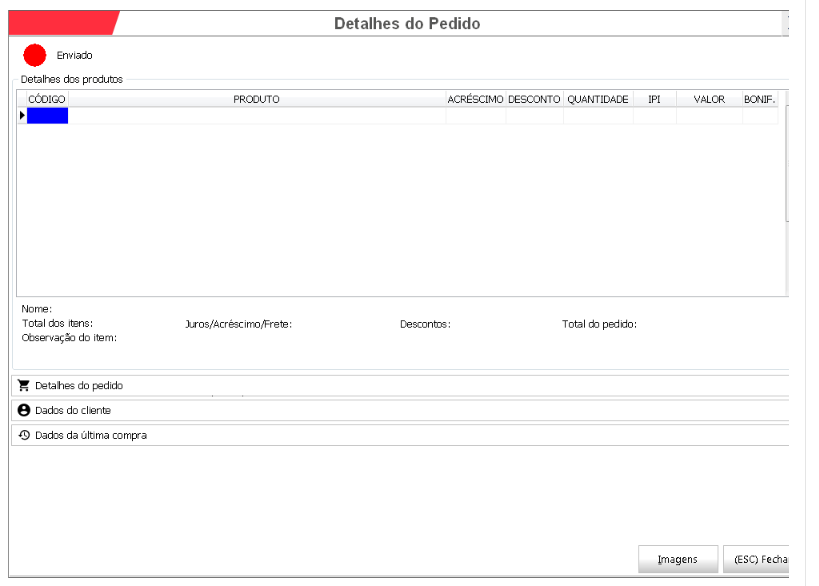 Detalhes do Pedido
Enviado
Detalhes dos produtos
CÓDIGO PRODUTO ACRÉSCIMO DESCONTO QUANTIDADE IPI VALOR BONIF.
Nome:
Total dos itens: Juros/Acréscimo/Frete: Descontos: Total do pedido:
Observação do item:
Detalhes do pedido
Dados do cliente
Dados da última compra
Imagens (ESC) Fecha